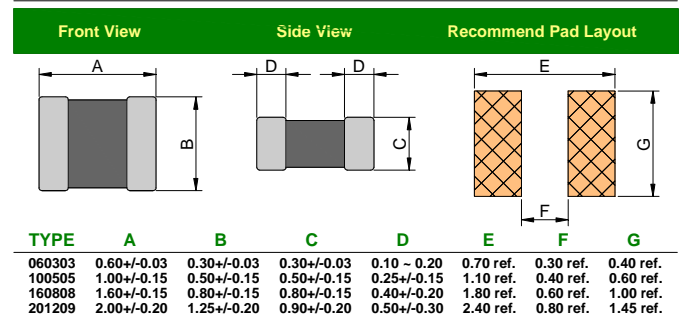 Front View Side View Recommend Pad Layout
A D D E
B C G
F
TYPE A B C D E F G
060303 0.60+/-0.03 0.30+/-0.03 0.30+/-0.03 0.10 ~ 0.20 0.70 ref. 0.30 ref. 0.40 ref.
100505 1.00+/-0.15 0.50+/-0.15 0.50+/-0.15 0.25+/-0.15 1.10 ref. 0.40 ref. 0.60 ref.
160808 1.60+/-0.15 0.80+/-0.15 0.80+/-0.15 0.40+/-0.20 1.80 ref. 0.60 ref. 1.00 ref.
201209 2.00+/-0.20 1.25+/-0.20 0.90+/-0.20 0.50+/-0.30 2.40 ref. 0.80 ref. 1.45 ref.